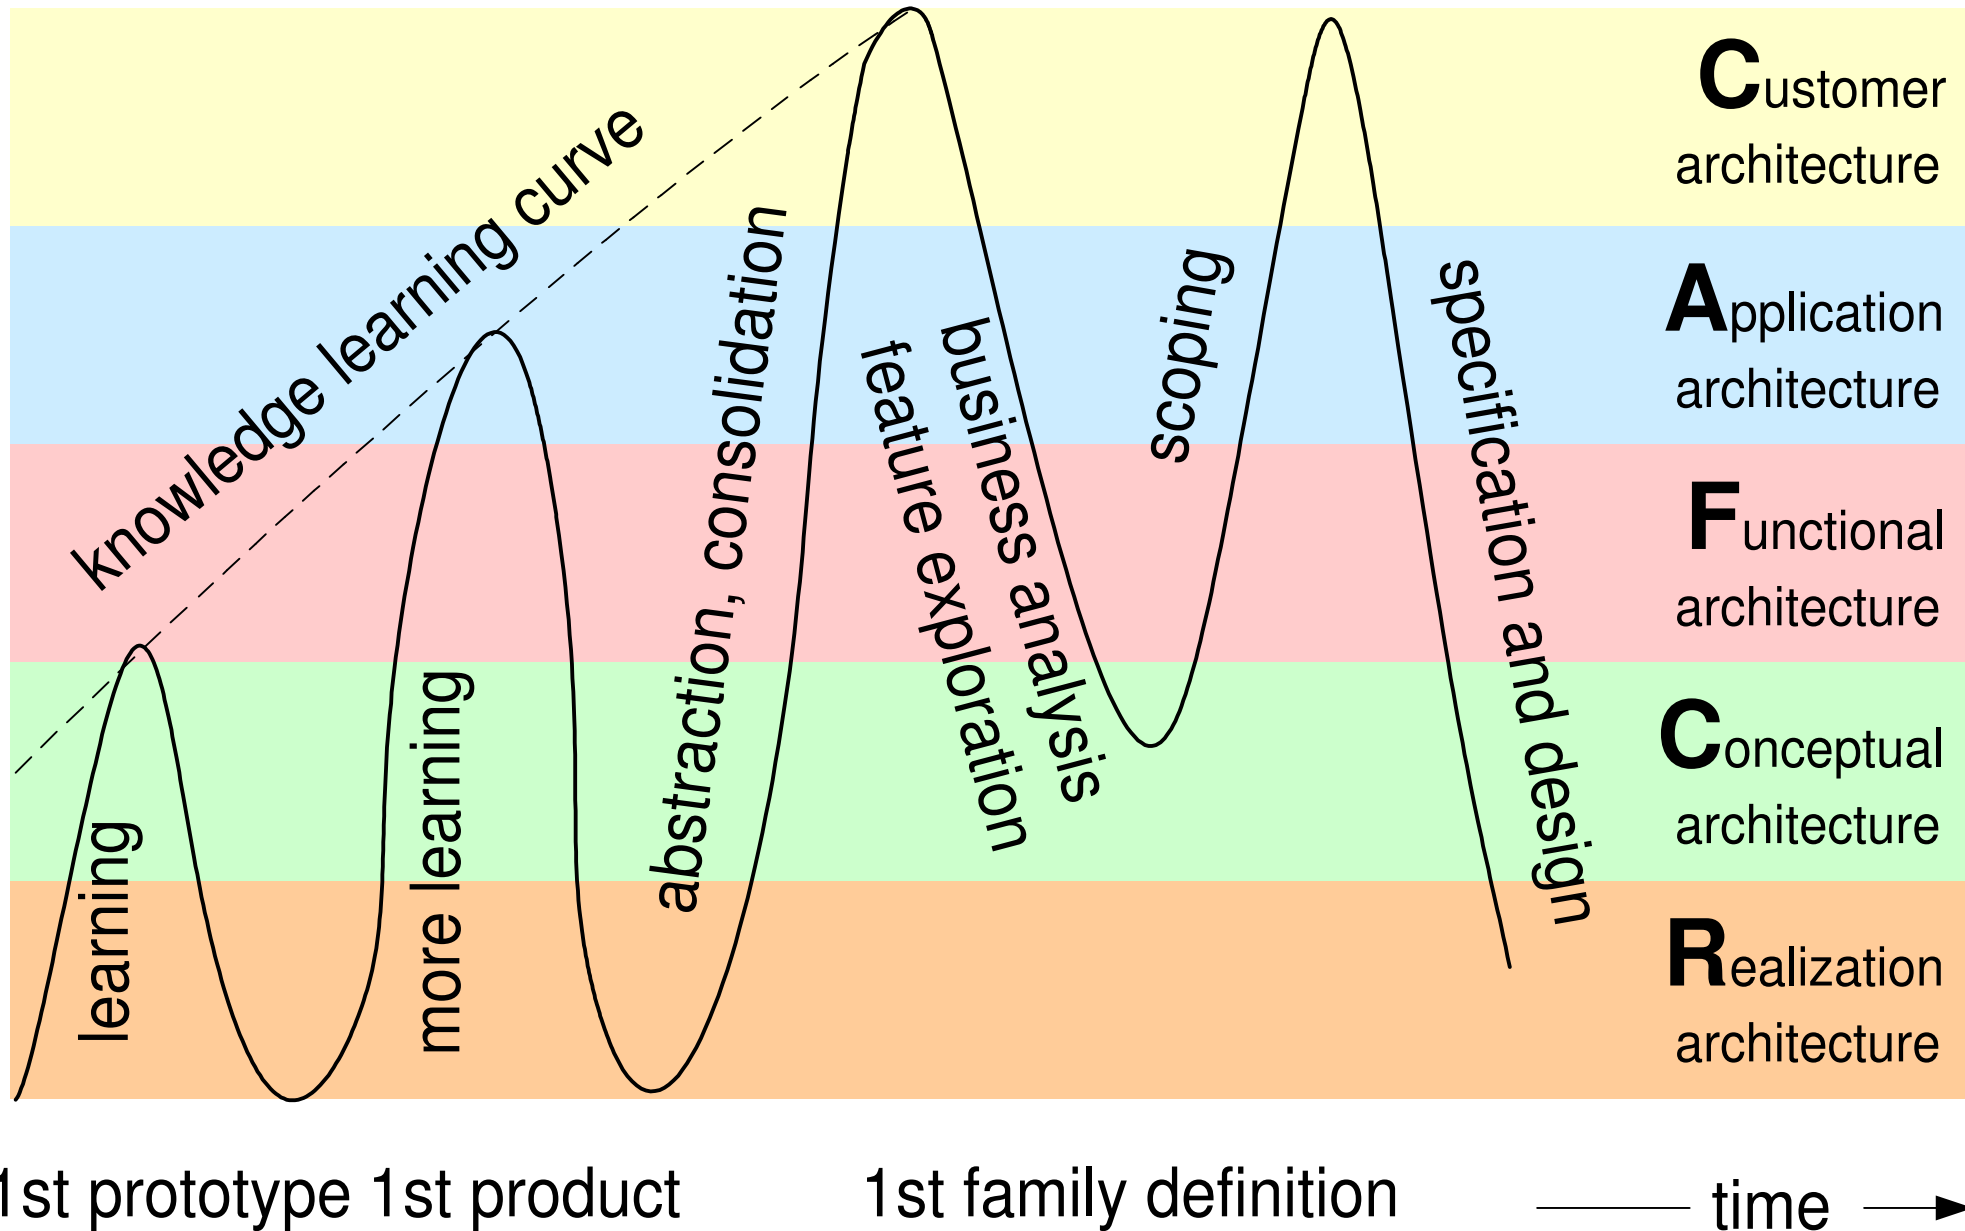 Customer
architecture
knowledge learning curve
Application
architecture
abstraction, consolidation
feature exploration
business analysis
scoping
specification and design
Functional
architecture
Conceptual
architecture
learning
more learning
Realization
architecture
1st prototype
1st product
1st family definition
time